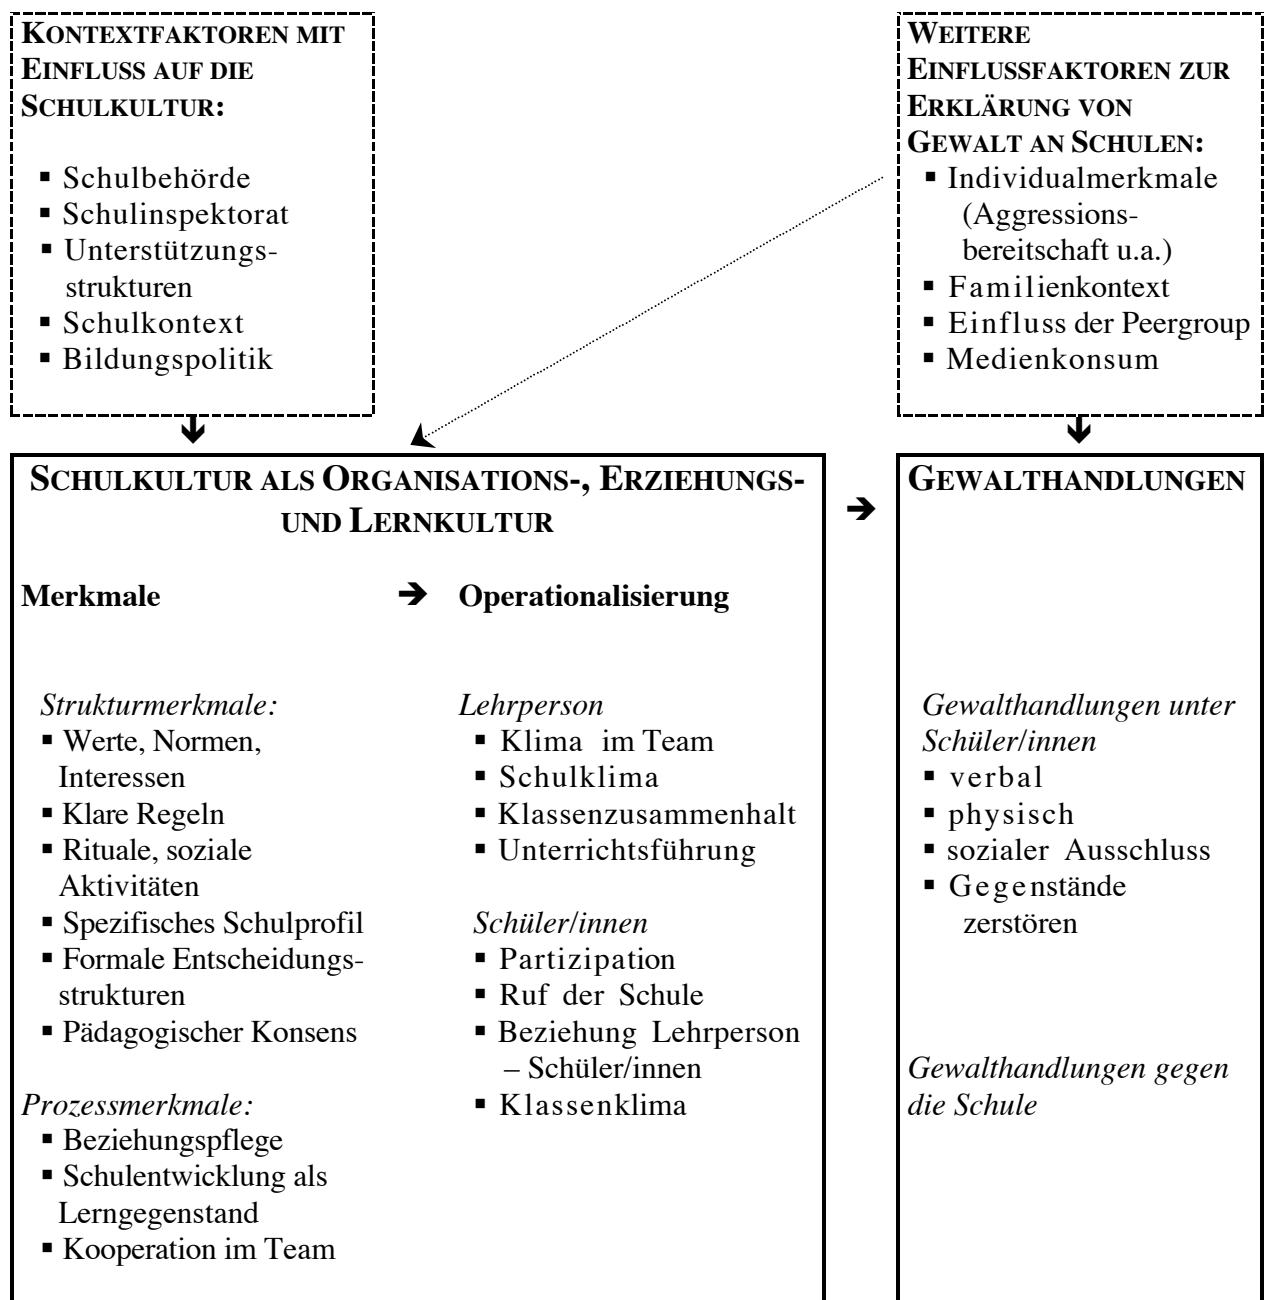 KONTEXTFAKTOREN MIT
EINFLUSS AUF DIE
SCHULKULTUR:
▪ Schulbehörde
▪ Schulinspektorat
▪ Unterstützungs-
strukturen
▪ Schulkontext
▪ Bildungspolitik
WEITERE
EINFLUSSFAKTOREN ZUR
ERKLÄRUNG VON
GEWALT AN SCHULEN:
▪ Individualmerkmale
(Aggressions-
bereitschaft u.a.)
▪ Familienkontext
▪ Einfluss der Peergroup
▪ Medienkonsum
SCHULKULTUR ALS ORGANISATIONS-, ERZIEHUNGS-
UND LERNKULTUR
Merkmale ➔ Operationalisierung
Strukturmerkmale:
▪ Werte, Normen,
Interessen
▪ Klare Regeln
▪ Rituale, soziale
Aktivitäten
▪ Spezifisches Schulprofil
▪ Formale Entscheidungs-
strukturen
▪ Pädagogischer Konsens
Prozessmerkmale:
▪ Beziehungspflege
▪ Schulentwicklung als
Lerngegenstand
▪ Kooperation im Team
Lehrperson
▪ Klima im Team
▪ Schulklima
▪ Klassenzusammenhalt
▪ Unterrichtsführung
Schüler/innen
▪ Partizipation
▪ Ruf der Schule
▪ Beziehung Lehrperson
– Schüler/innen
▪ Klassenklima
GEWALTHANDLUNGEN
Gewalthandlungen unter
Schüler/innen
▪ verbal
▪ physisch
▪ sozialer Ausschluss
▪ Gegenstände
zerstören
Gewalthandlungen gegen
die Schule